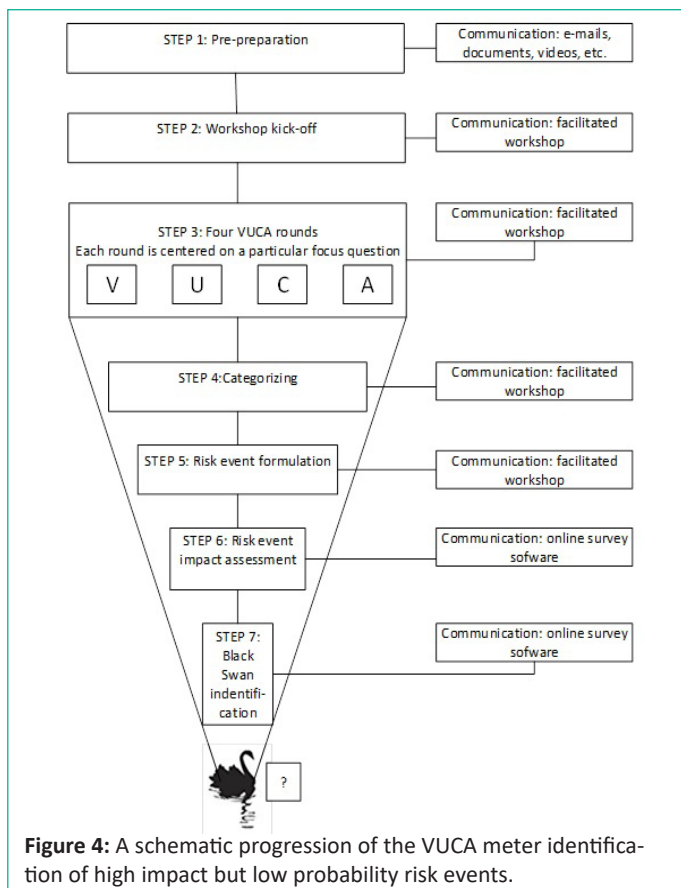 STEP 1: Pre-preparation
Communication: e-mails,
documents, videos, etc.
STEP 2: Workshop kick-off
Communication: facilitated
workshop
STEP 3: Four VUCA rounds
Each round is centered on a particular focus question
V U C A
Communication: facilitated
workshop
STEP 4:Categorizing
Communication: facilitated
workshop
STEP 5: Risk event formulation
Communication: facilitated
workshop
STEP 6: Risk event
impact assessment
Communication: online survey
sofware
STEP 7:
Black
Swan
indentifi-
cation
Communication: online survey
sofware
?
Figure 4: A schematic progression of the VUCA meter identifica-
tion of high impact but low probability risk events.